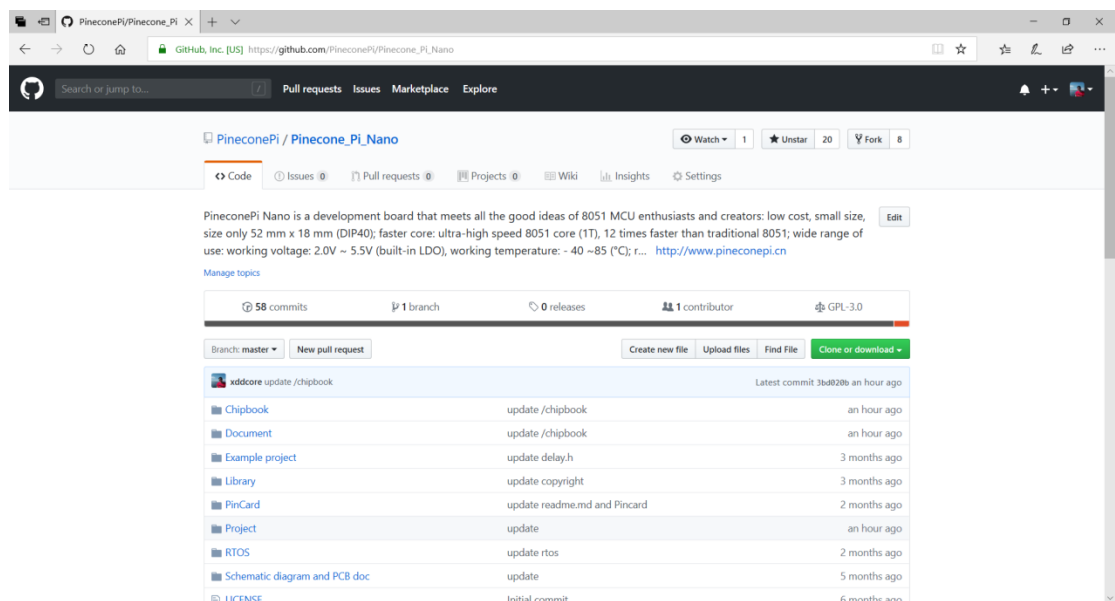 PineconePi/Pinecone_Pi
GitHub, Inc. [US] https://github.com/PineconePi/Pinecone_Pi_Nano
Search or jump to... / Pull requests Issues Marketplace Explore
PineconePi / Pinecone_Pi_Nano Watch 1 Unstar 20 Fork 8
<> Code Issues 0 Pull requests 0 Projects 0 Wiki Insights Settings
PineconePi Nano is a development board that meets all the good ideas of 8051 MCU enthusiasts and creators: low cost, small size, Edit
size only 52 mm x 18 mm (DIP40); faster core: ultra-high speed 8051 core (1T), 12 times faster than traditional 8051; wide range of
use: working voltage: 2.0V ~ 5.5V (built-in LDO), working temperature: - 40 ~85 (°C); r... http://www.pineconepi.cn
Manage topics
58 commits 1 branch 0 releases 1 contributor GPL-3.0
Branch: master New pull request Create new file Upload files Find File Clone or download
xddcore update /chipbook Latest commit 3bd020b an hour ago
Chipbook update /chipbook an hour ago
Document update /chipbook an hour ago
Example project update delay.h 3 months ago
Library update copyright 3 months ago
PinCard update readme.md and Pincard 2 months ago
Project update an hour ago
RTOS update rtos 2 months ago
Schematic diagram and PCB doc update 5 months ago
LICENSE Initial commit 6 months ago